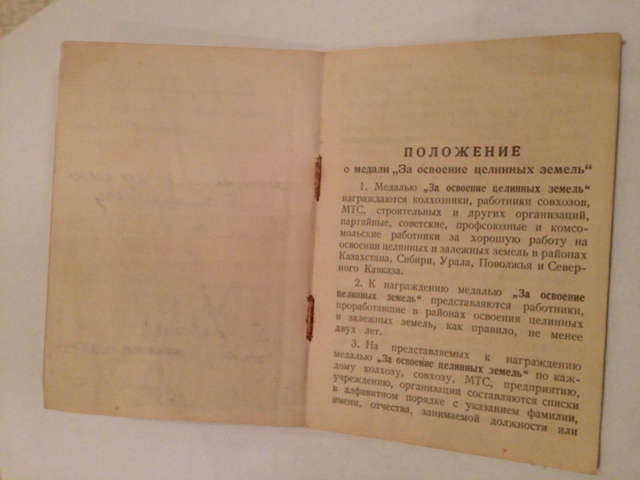 ПОЛОЖЕНИЕ
о медали „За освоение целинных земель“
1. Медалью „За освоение целинных земель“
награждаются колхозники, работники совхозов,
МТС, строительных и других организаций,
партийные, советские, профсоюзные и комсо-
мольские работники за хорошую работу на
освоении целинных и залежных земель в районах
Казахстана, Сибири, Урала, Поволжья и Север-
ного Кавказа.
2. К награждению медалью „За освоение
целинных земель“ представляются работники,
проработавшие в районах освоения целинных
и залежных земель, как правило, не менее
двух лет.
3. На представляемых к награждению
медалью „За освоение целинных земель“ по каж-
дому колхозу, совхозу, МТС, предприятию,
учреждению, организации составляются списки
в алфавитном порядке с указанием фамилии,
имени, отчества, занимаемой должности или